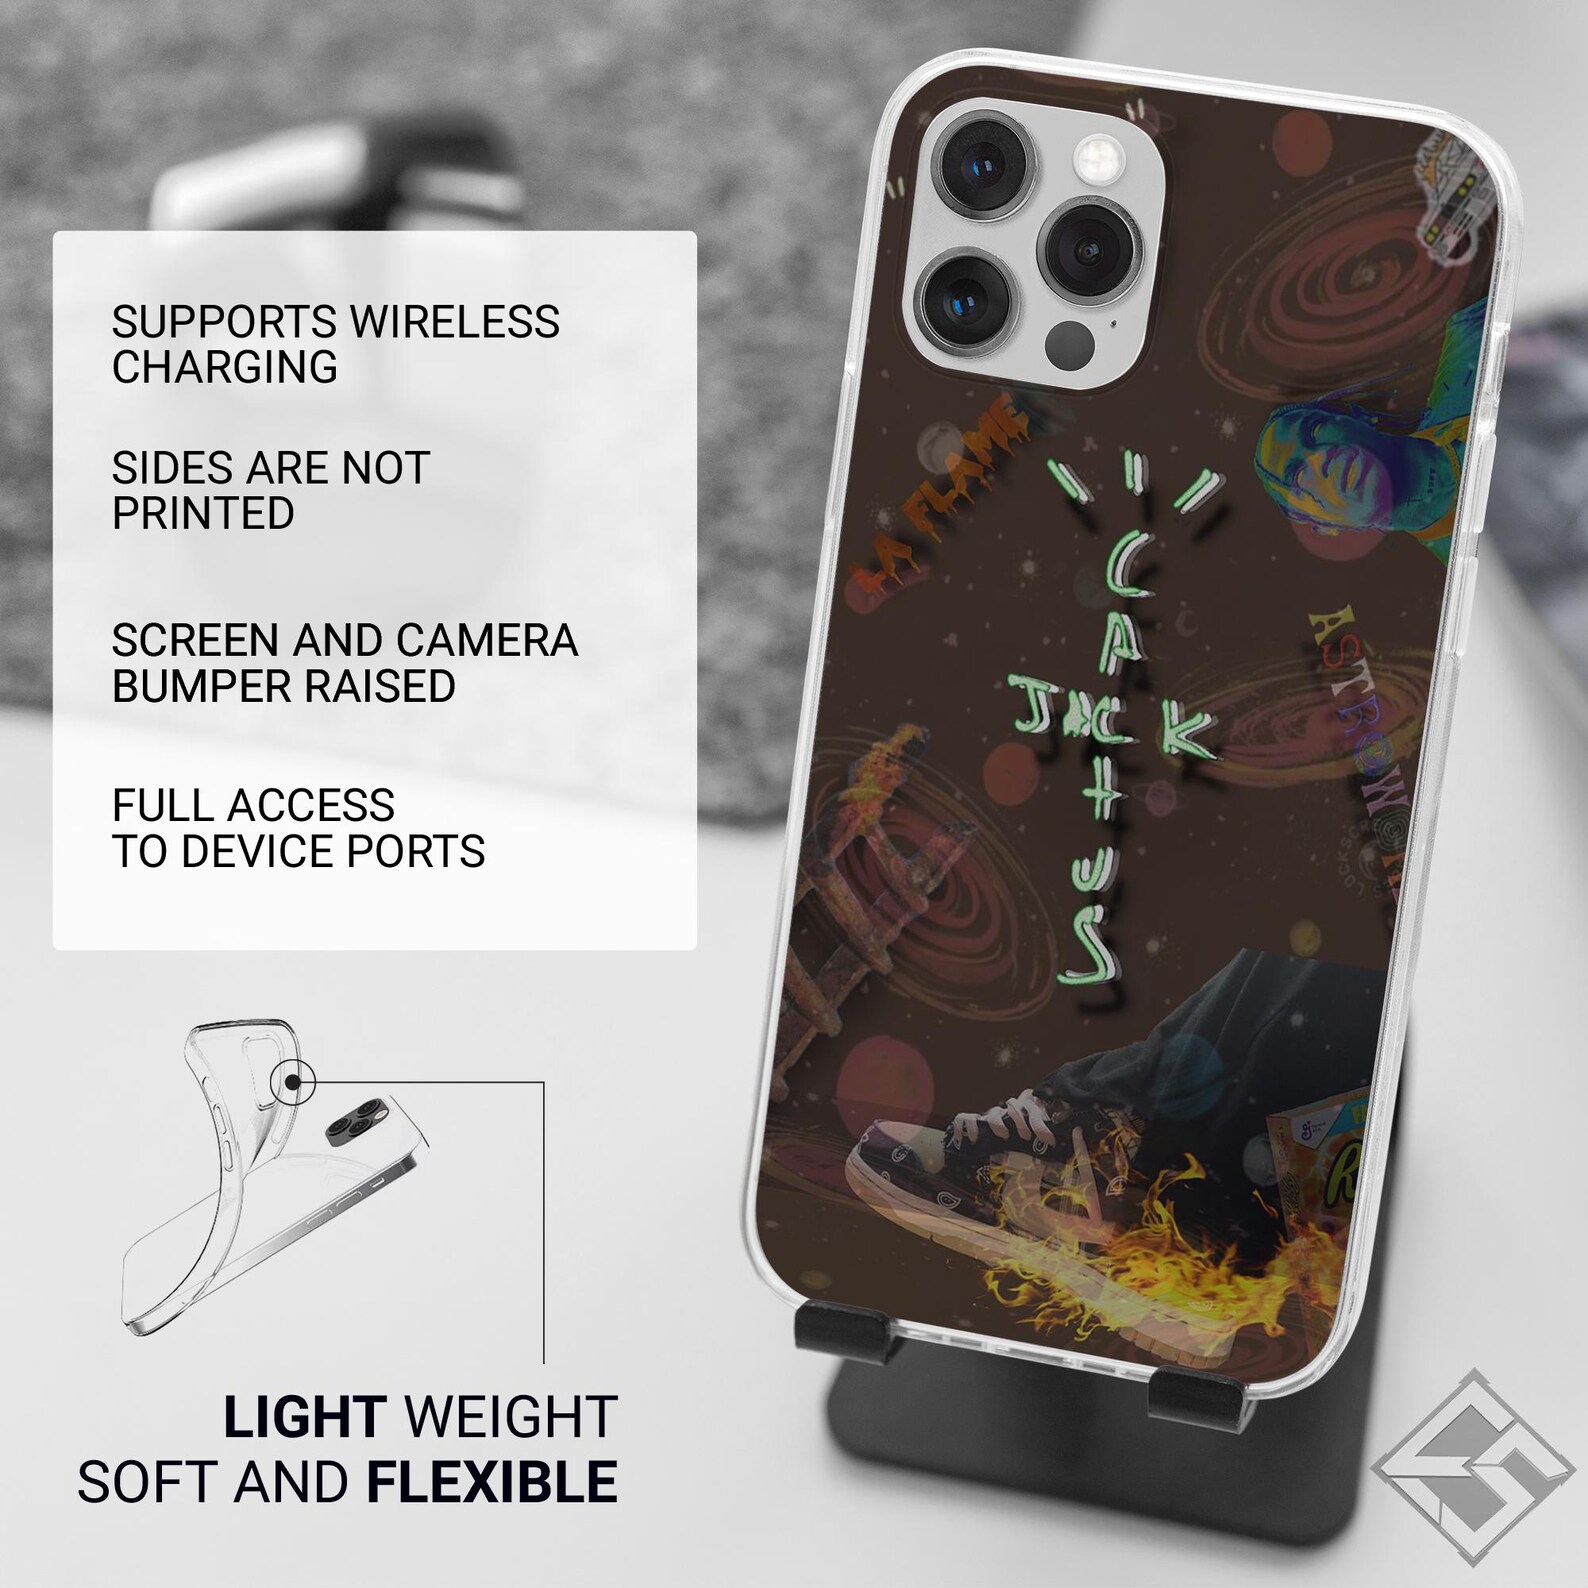 SUPPORTS WIRELESS
CHARGING
SIDES ARE NOT
PRINTED
SCREEN AND CAMERA
BUMPER RAISED
FULL ACCESS
TO DEVICE PORTS
LIGHT WEIGHT
SOFT AND FLEXIBLE
LA FLAME
CACTUS
JACK
ASTROWORLD